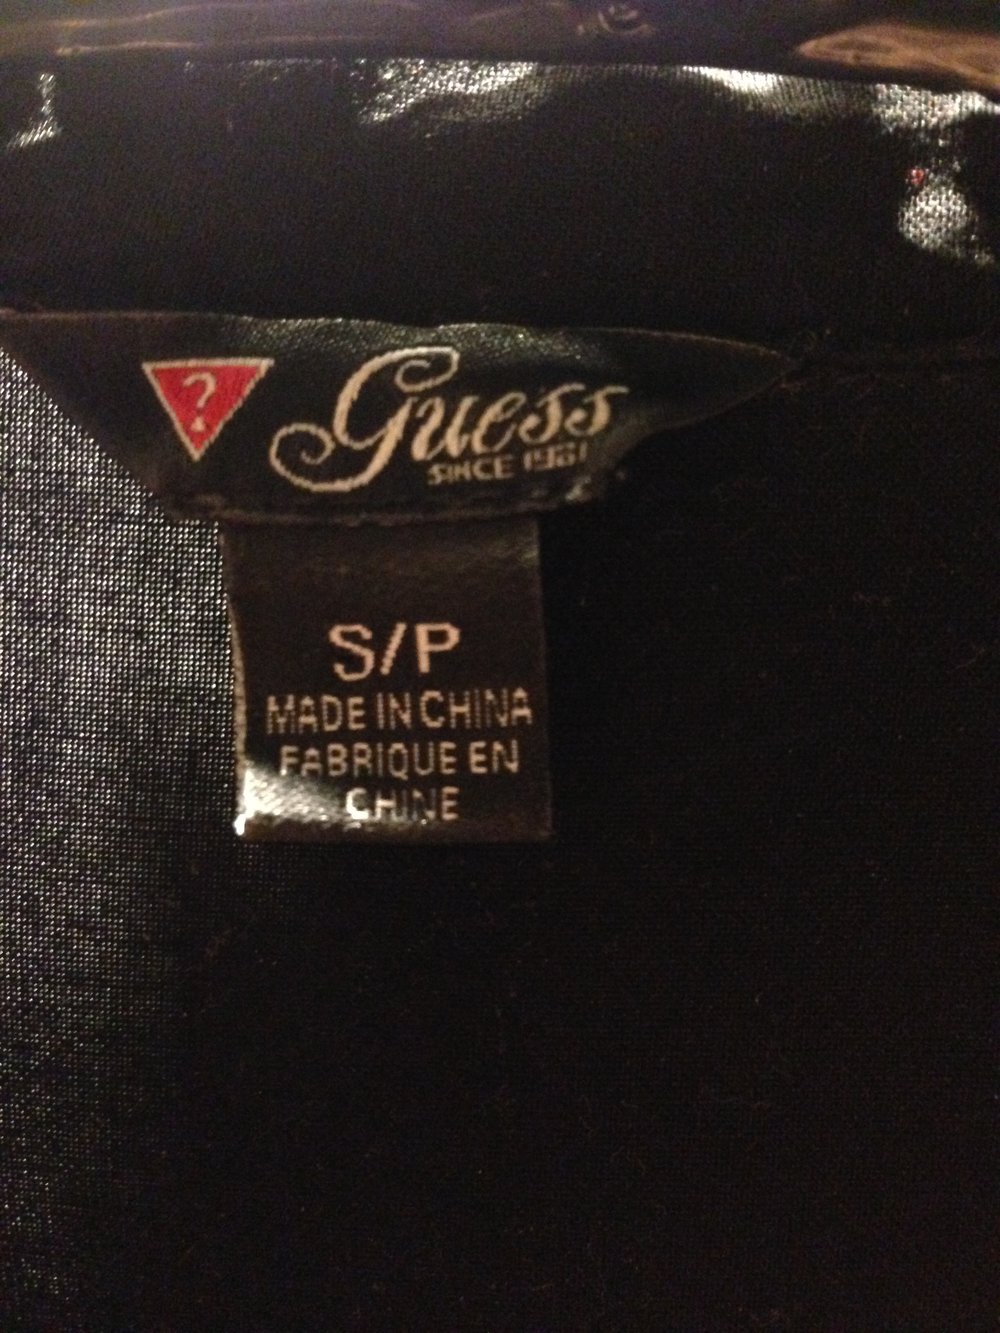 ?
Guess
SINCE 1981
S/P
MADE IN CHINA
FABRIQUE EN
CHINE